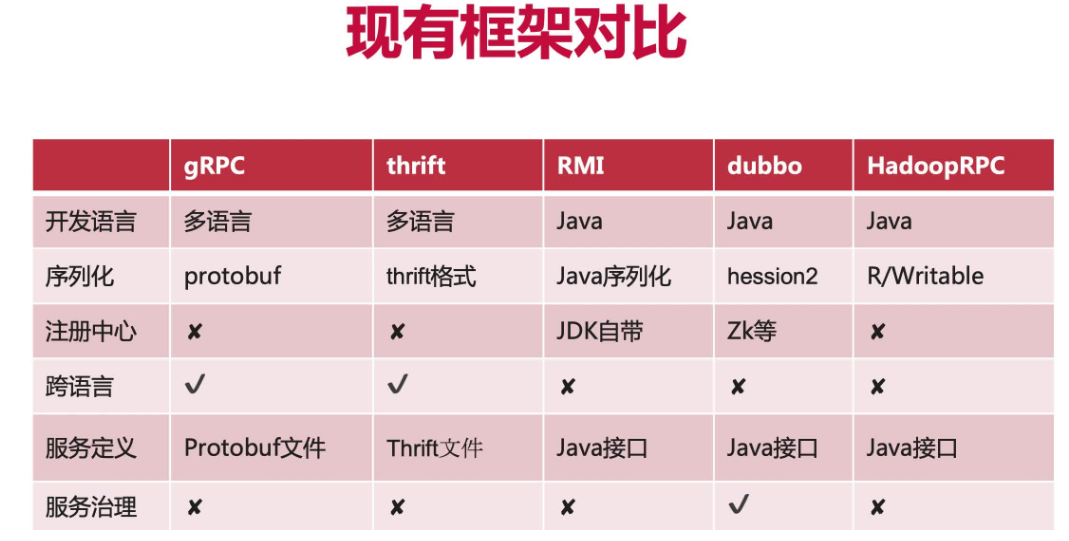 现有框架对比
gRPC thrift RMI dubbo HadoopRPC
开发语言 多语言 多语言 Java Java Java
序列化 protobuf thrift格式 Java序列化 hession2 R/Writable
注册中心 ✘ ✘ JDK自带 Zk等 ✘
跨语言 ✓ ✓ ✘ ✘ ✘
服务定义 Protobuf文件 Thrift文件 Java接口 Java接口 Java接口
服务治理 ✘ ✘ ✘ ✓ ✘